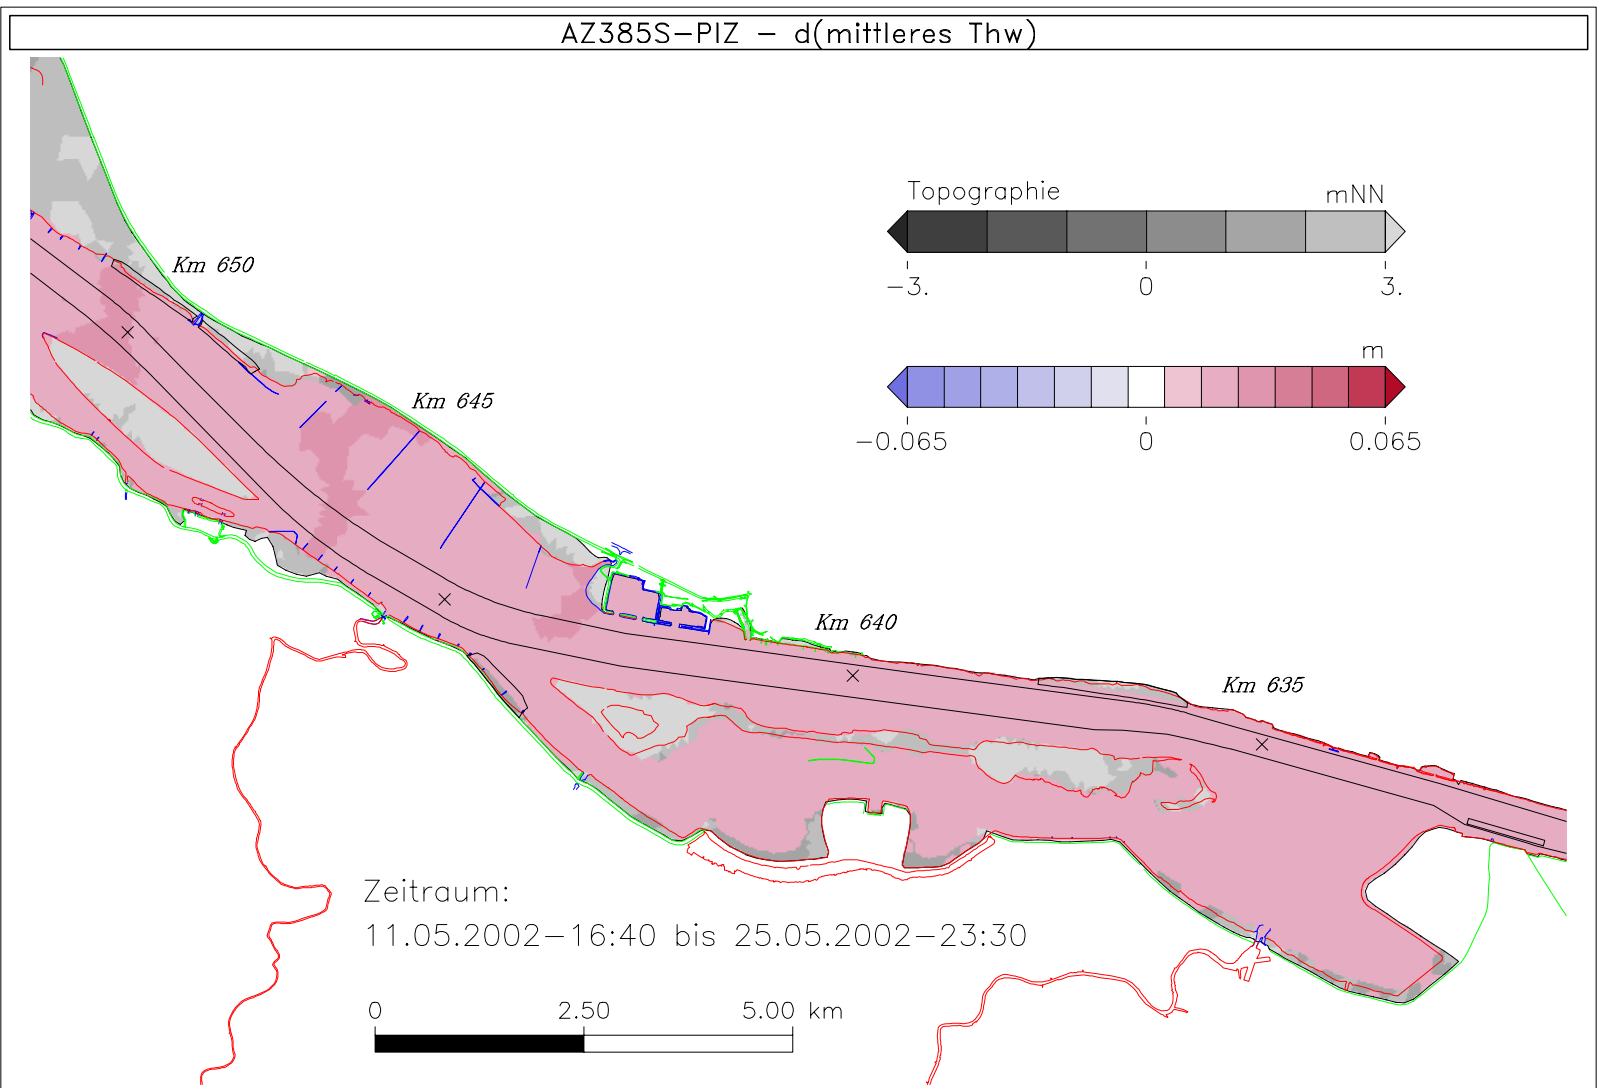 AZ385S-PIZ - d(mittleres Thw)
Topographie mNN
-3. 0 3.
Km 650
m
-0.065 0 0.065
Km 645
Km 640
Km 635
Zeitraum:
11.05.2002-16:40 bis 25.05.2002-23:30
0 2.50 5.00 km